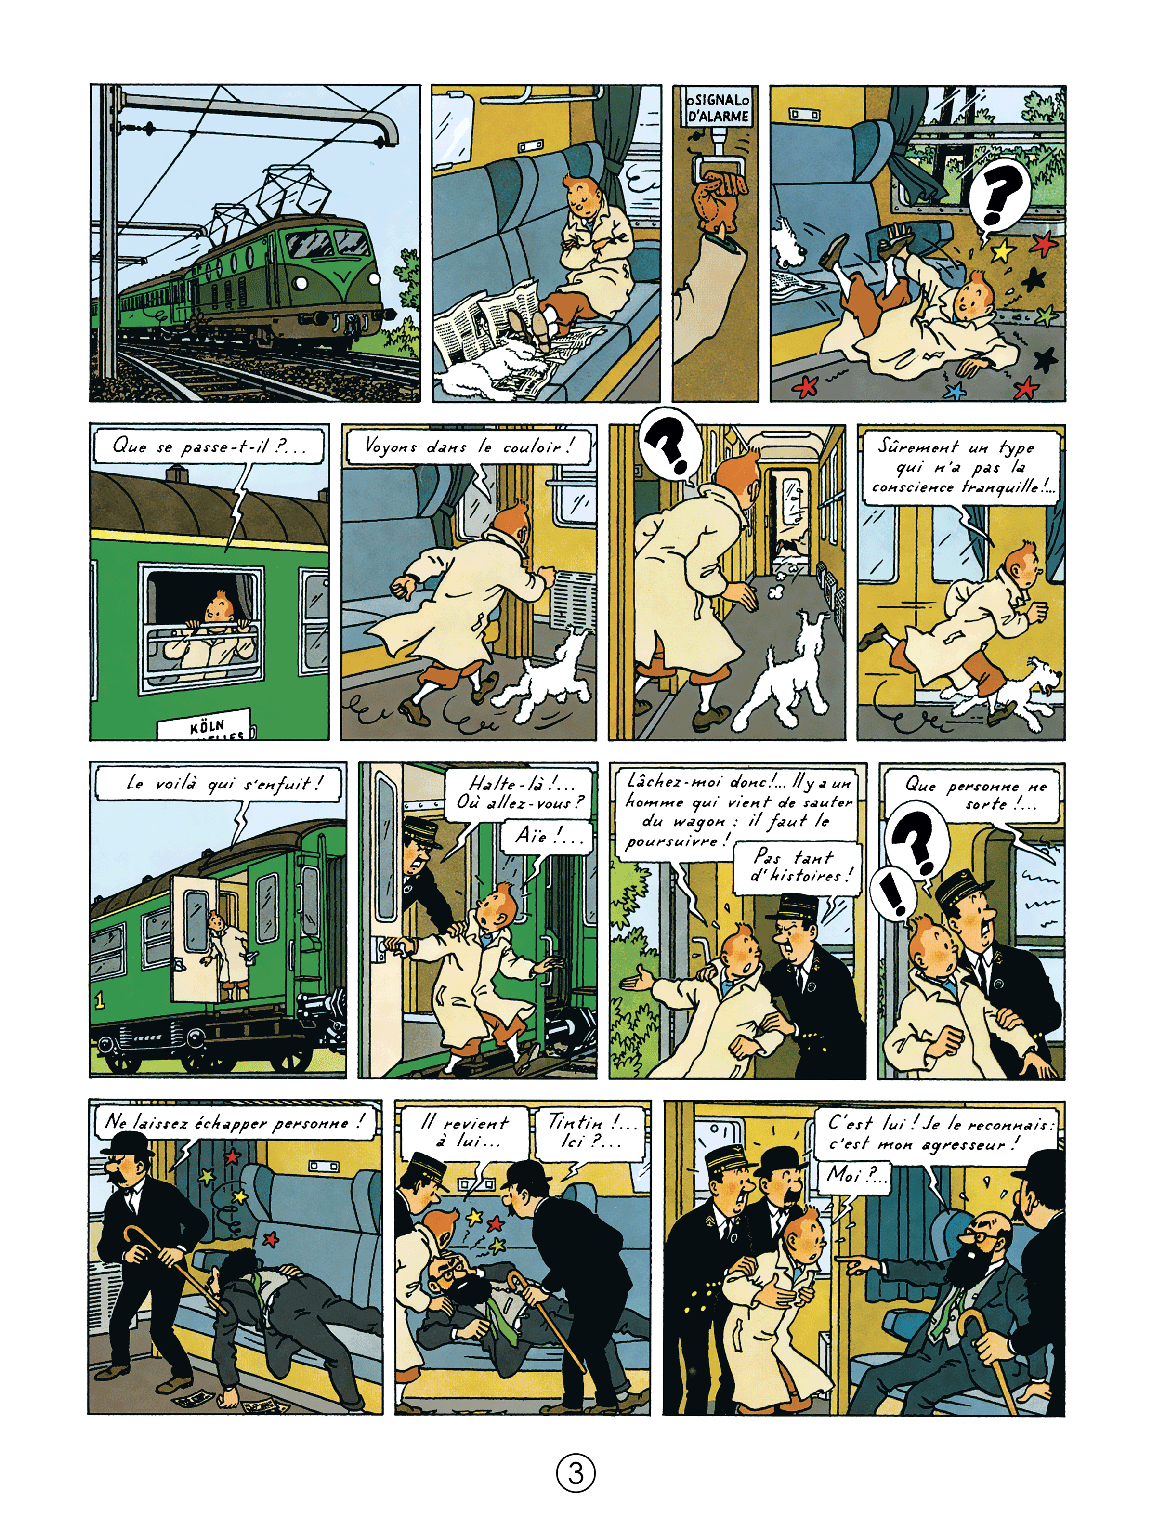 SIGNAL
D'ALARME
?
Que se passe-t-il ?...
KÖLN
Voyons dans le couloir !
?
Sûrement un type
qui n'a pas la
conscience tranquille !...
Le voilà qui s'enfuit !
1
Halte-là !...
Où allez-vous ?
Aïe !....
Lâchez-moi donc !... Il y a un
homme qui vient de sauter
du wagon : il faut le
poursuivre !
Pas tant
d'histoires !
Que personne ne
sorte !...
?
!
Ne laissez échapper personne !
Il revient
à lui...
Tintin !...
Ici ?...
C'est lui ! Je le reconnais :
c'est mon agresseur !
Moi ?...
3